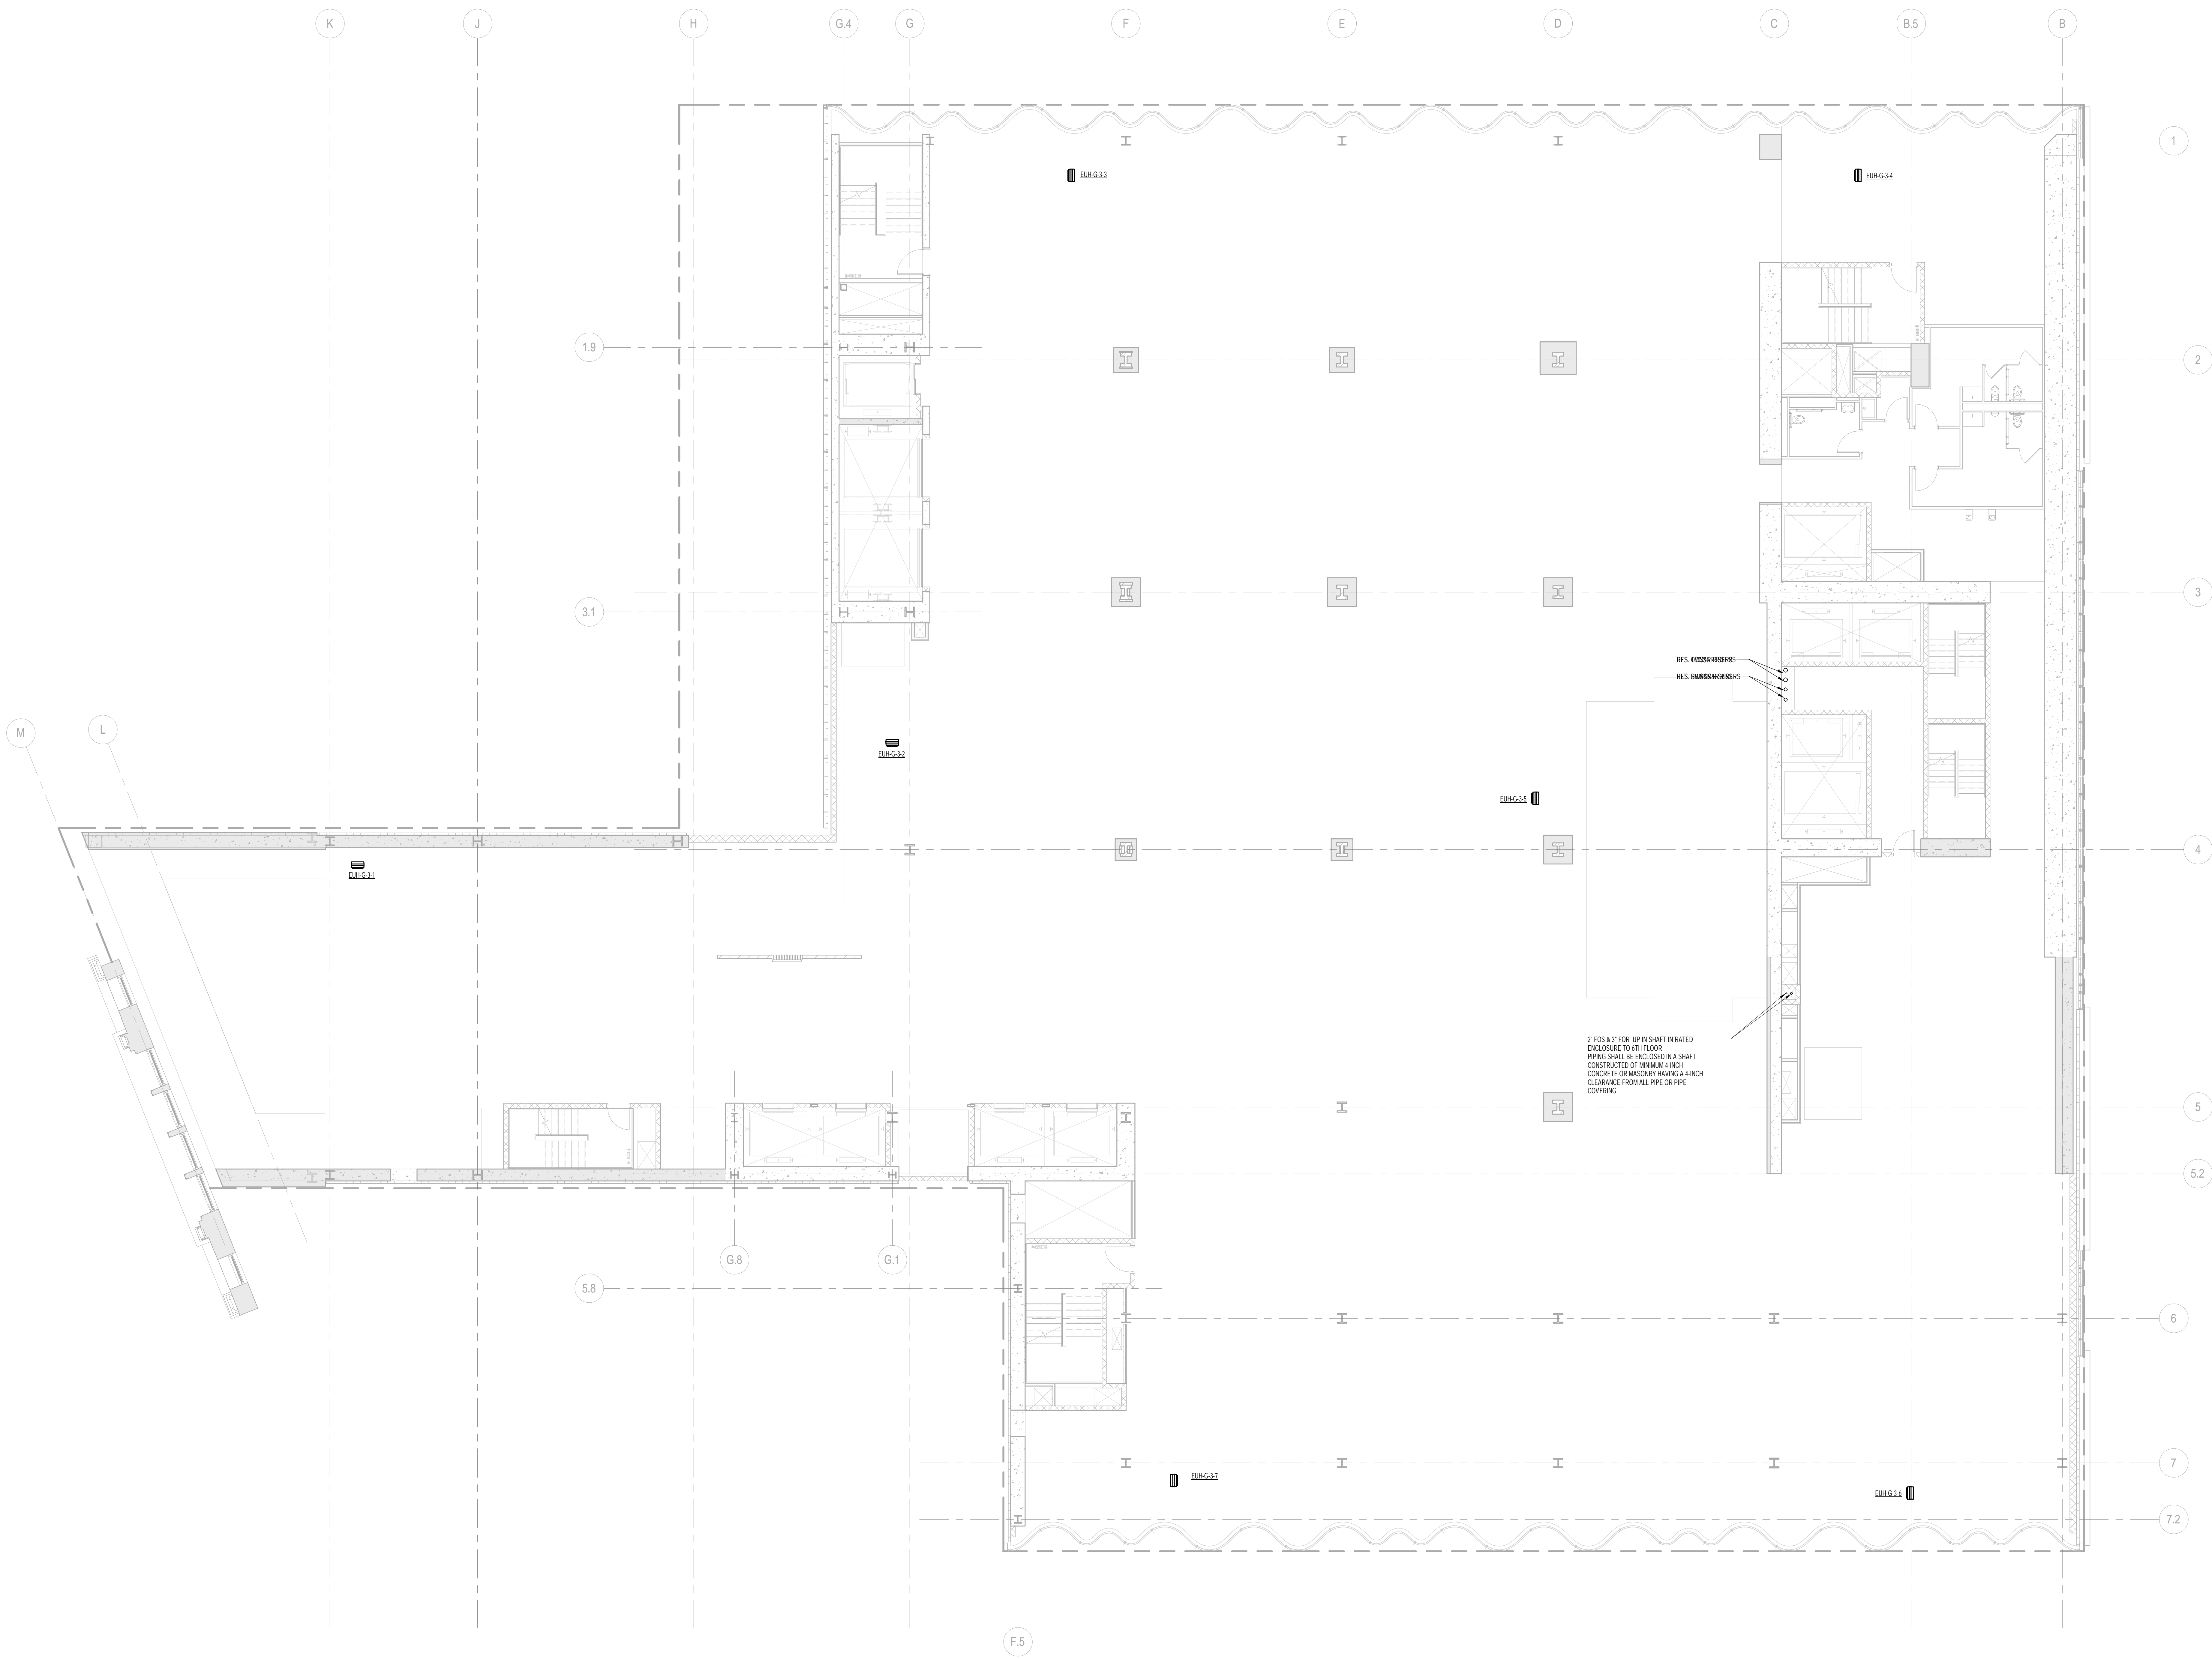 K J H G.4 G F E D C B.5 B
1
EUH-G-3-3
EUH-G-3-4
1.9
2
3
3.1
RES.
RES.
M
L
EUH-G-3-2
EUH-G-3-5
4
EUH-G-3-1
2" FOS & 3" FOR UP IN SHAFT IN RATED
ENCLOSURE TO 6TH FLOOR
PIPING SHALL BE ENCLOSED IN A SHAFT
CONSTRUCTED OF MINIMUM 4-INCH
CONCRETE OR MASONRY HAVING A 4-INCH
CLEARANCE FROM ALL PIPE OR PIPE
COVERING
5
5.2
G.8
G.1
5.8
6
7
EUH-G-3-7
EUH-G-3-6
7.2
F.5